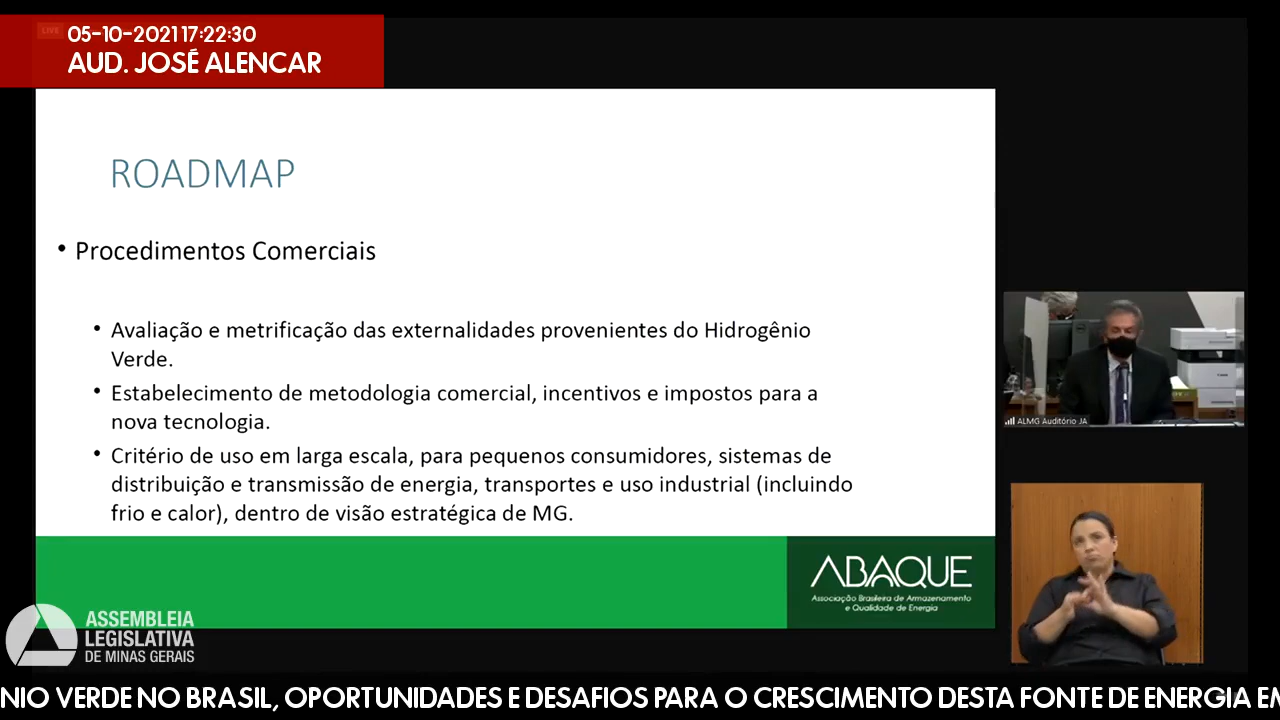 LIVE
05-10-2021 17:22:30
AUD. JOSÉ ALENCAR
ROADMAP
• Procedimentos Comerciais
• Avaliação e metrificação das externalidades provenientes do Hidrogênio
Verde.
• Estabelecimento de metodologia comercial, incentivos e impostos para a
nova tecnologia.
• Critério de uso em larga escala, para pequenos consumidores, sistemas de
distribuição e transmissão de energia, transportes e uso industrial (incluindo
frio e calor), dentro de visão estratégica de MG.
ABAQUE
Associação Brasileira de Armazenamento
e Qualidade de Energia
ALMG Auditório JA
ASSEMBLEIA
LEGISLATIVA
DE MINAS GERAIS
NIO VERDE NO BRASIL, OPORTUNIDADES E DESAFIOS PARA O CRESCIMENTO DESTA FONTE DE ENERGIA EM